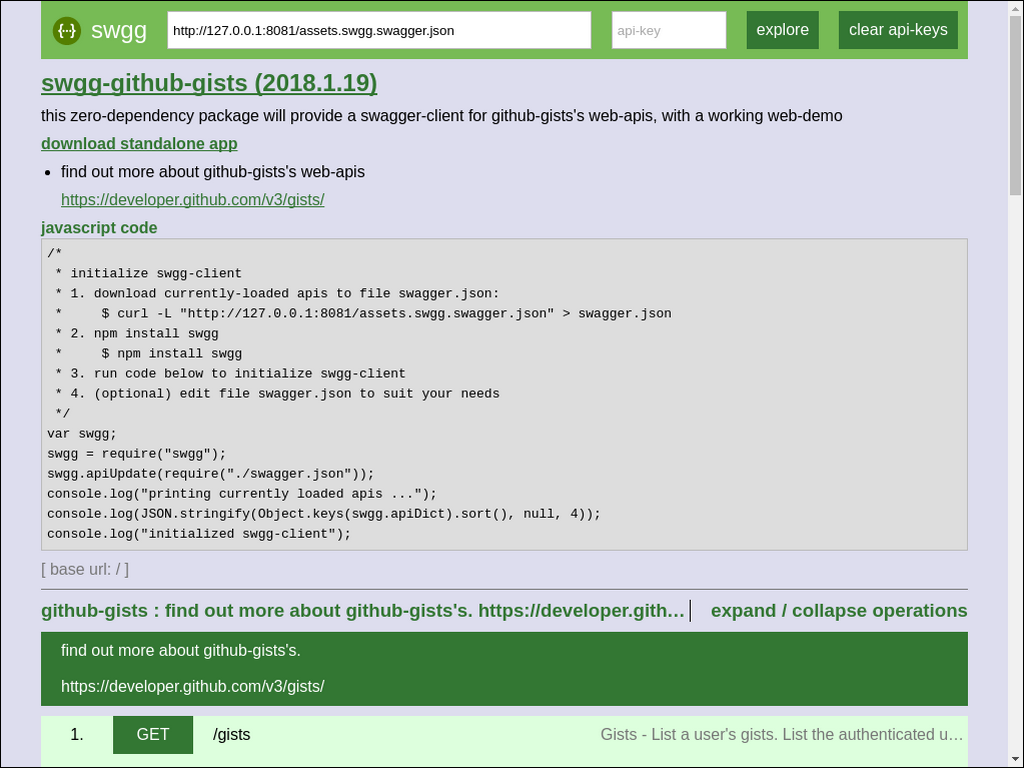 {··} swgg http://127.0.0.1:8081/assets.swgg.swagger.json api-key explore clear api-keys
swgg-github-gists (2018.1.19)
this zero-dependency package will provide a swagger-client for github-gists's web-apis, with a working web-demo
download standalone app
• find out more about github-gists's web-apis
https://developer.github.com/v3/gists/
javascript code
/*
 * initialize swgg-client
 * 1. download currently-loaded apis to file swagger.json:
 *     $ curl -L "http://127.0.0.1:8081/assets.swgg.swagger.json" > swagger.json
 * 2. npm install swgg
 *     $ npm install swgg
 * 3. run code below to initialize swgg-client
 * 4. (optional) edit file swagger.json to suit your needs
 */
var swgg;
swgg = require("swgg");
swgg.apiUpdate(require("./swagger.json"));
console.log("printing currently loaded apis ...");
console.log(JSON.stringify(Object.keys(swgg.apiDict).sort(), null, 4));
console.log("initialized swgg-client");
[ base url: / ]
github-gists : find out more about github-gists's. https://developer.gith… expand / collapse operations
find out more about github-gists's.
https://developer.github.com/v3/gists/
1. GET /gists Gists - List a user's gists. List the authenticated u…